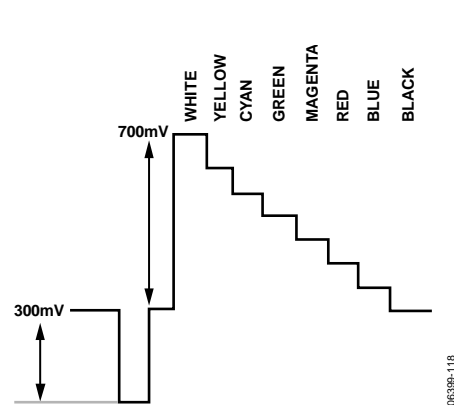 WHITE
YELLOW
CYAN
GREEN
MAGENTA
RED
BLUE
BLACK
700mV
300mV
06399-118